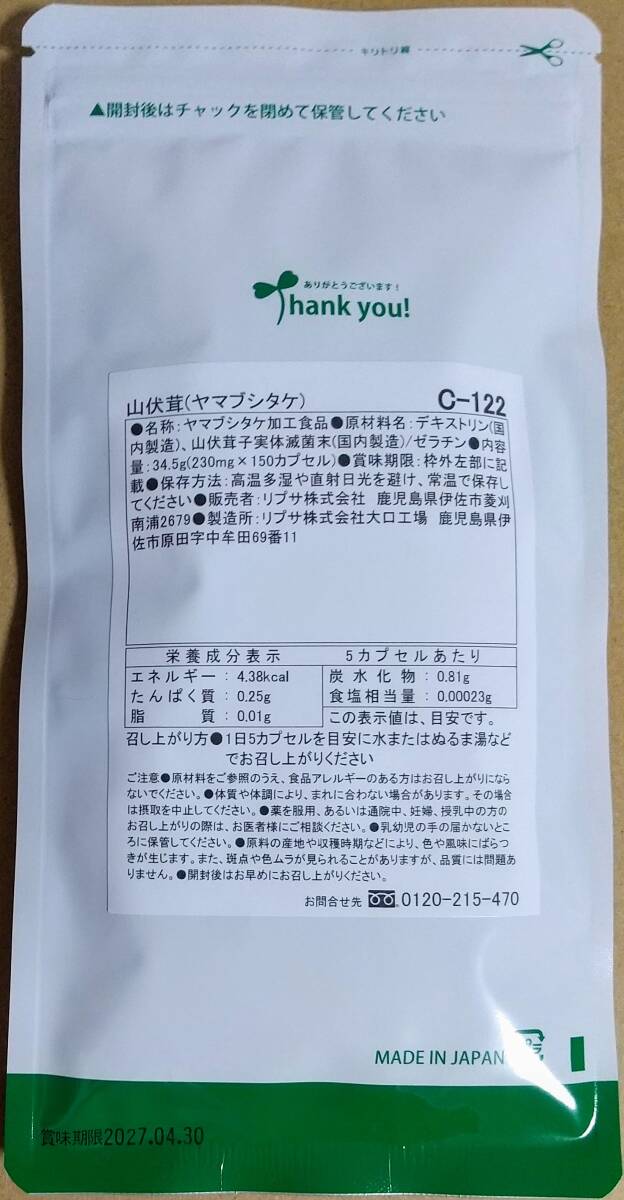 キリトリ線
▲開封後はチャックを閉めて保管してください
ありがとうございます!
Thank you!
山伏茸(ヤマブシタケ) C-122
●名称:ヤマブシタケ加工食品●原材料名:デキストリン(国
内製造)、山伏茸子実体滅菌末(国内製造)/ゼラチン●内容
量:34.5g(230mg×150カプセル)●賞味期限:枠外左部に記
載●保存方法:高温多湿や直射日光を避け、常温で保存し
てください●販売者:リプサ株式会社 鹿児島県伊佐市菱刈
南浦2679●製造所:リプサ株式会社大口工場 鹿児島県伊
佐市原田字中牟田69番11
栄養成分表示 5カプセルあたり
エネルギー:4.38kcal 炭水化物:0.81g
たんぱく質:0.25g 食塩相当量:0.00023g
脂質:0.01g この表示値は、目安です。
召し上がり方●1日5カプセルを目安に水またはぬるま湯など
でお召し上がりください
ご注意●原材料をご参照のうえ、食品アレルギーのある方はお召し上がりになら
ないでください。●体質や体調により、まれに合わない場合があります。その場合
は摂取を中止してください。●薬を服用、あるいは通院中、妊婦、授乳中の方の
お召し上がりの際は、お医者様にご相談ください。●乳幼児の手の届かないとこ
ろに保管してください。●原料の産地や収穫時期などにより、色や風味にばらつ
きが生じます。また、斑点や色ムラが見られることがありますが、品質には問題あ
りません。●開封後はお早めにお召し上がりください。
お問合せ先 0120-215-470
MADE IN JAPAN
プラ
賞味期限2027.04.30